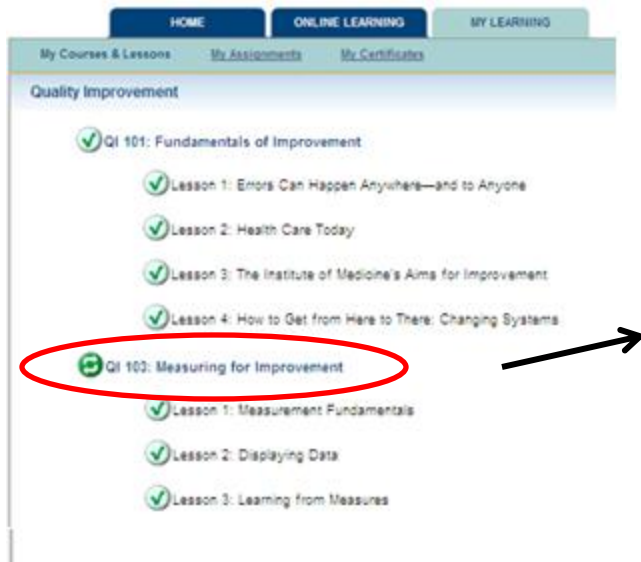 HOME ONLINE LEARNING MY LEARNING
My Courses & Lessons My Assignments My Certificates
Quality Improvement
QI 101: Fundamentals of Improvement
Lesson 1: Errors Can Happen Anywhere—and to Anyone
Lesson 2: Health Care Today
Lesson 3: The Institute of Medicine's Aims for Improvement
Lesson 4: How to Get from Here to There: Changing Systems
QI 103: Measuring for Improvement
Lesson 1: Measurement Fundamentals
Lesson 2: Displaying Data
Lesson 3: Learning from Measures